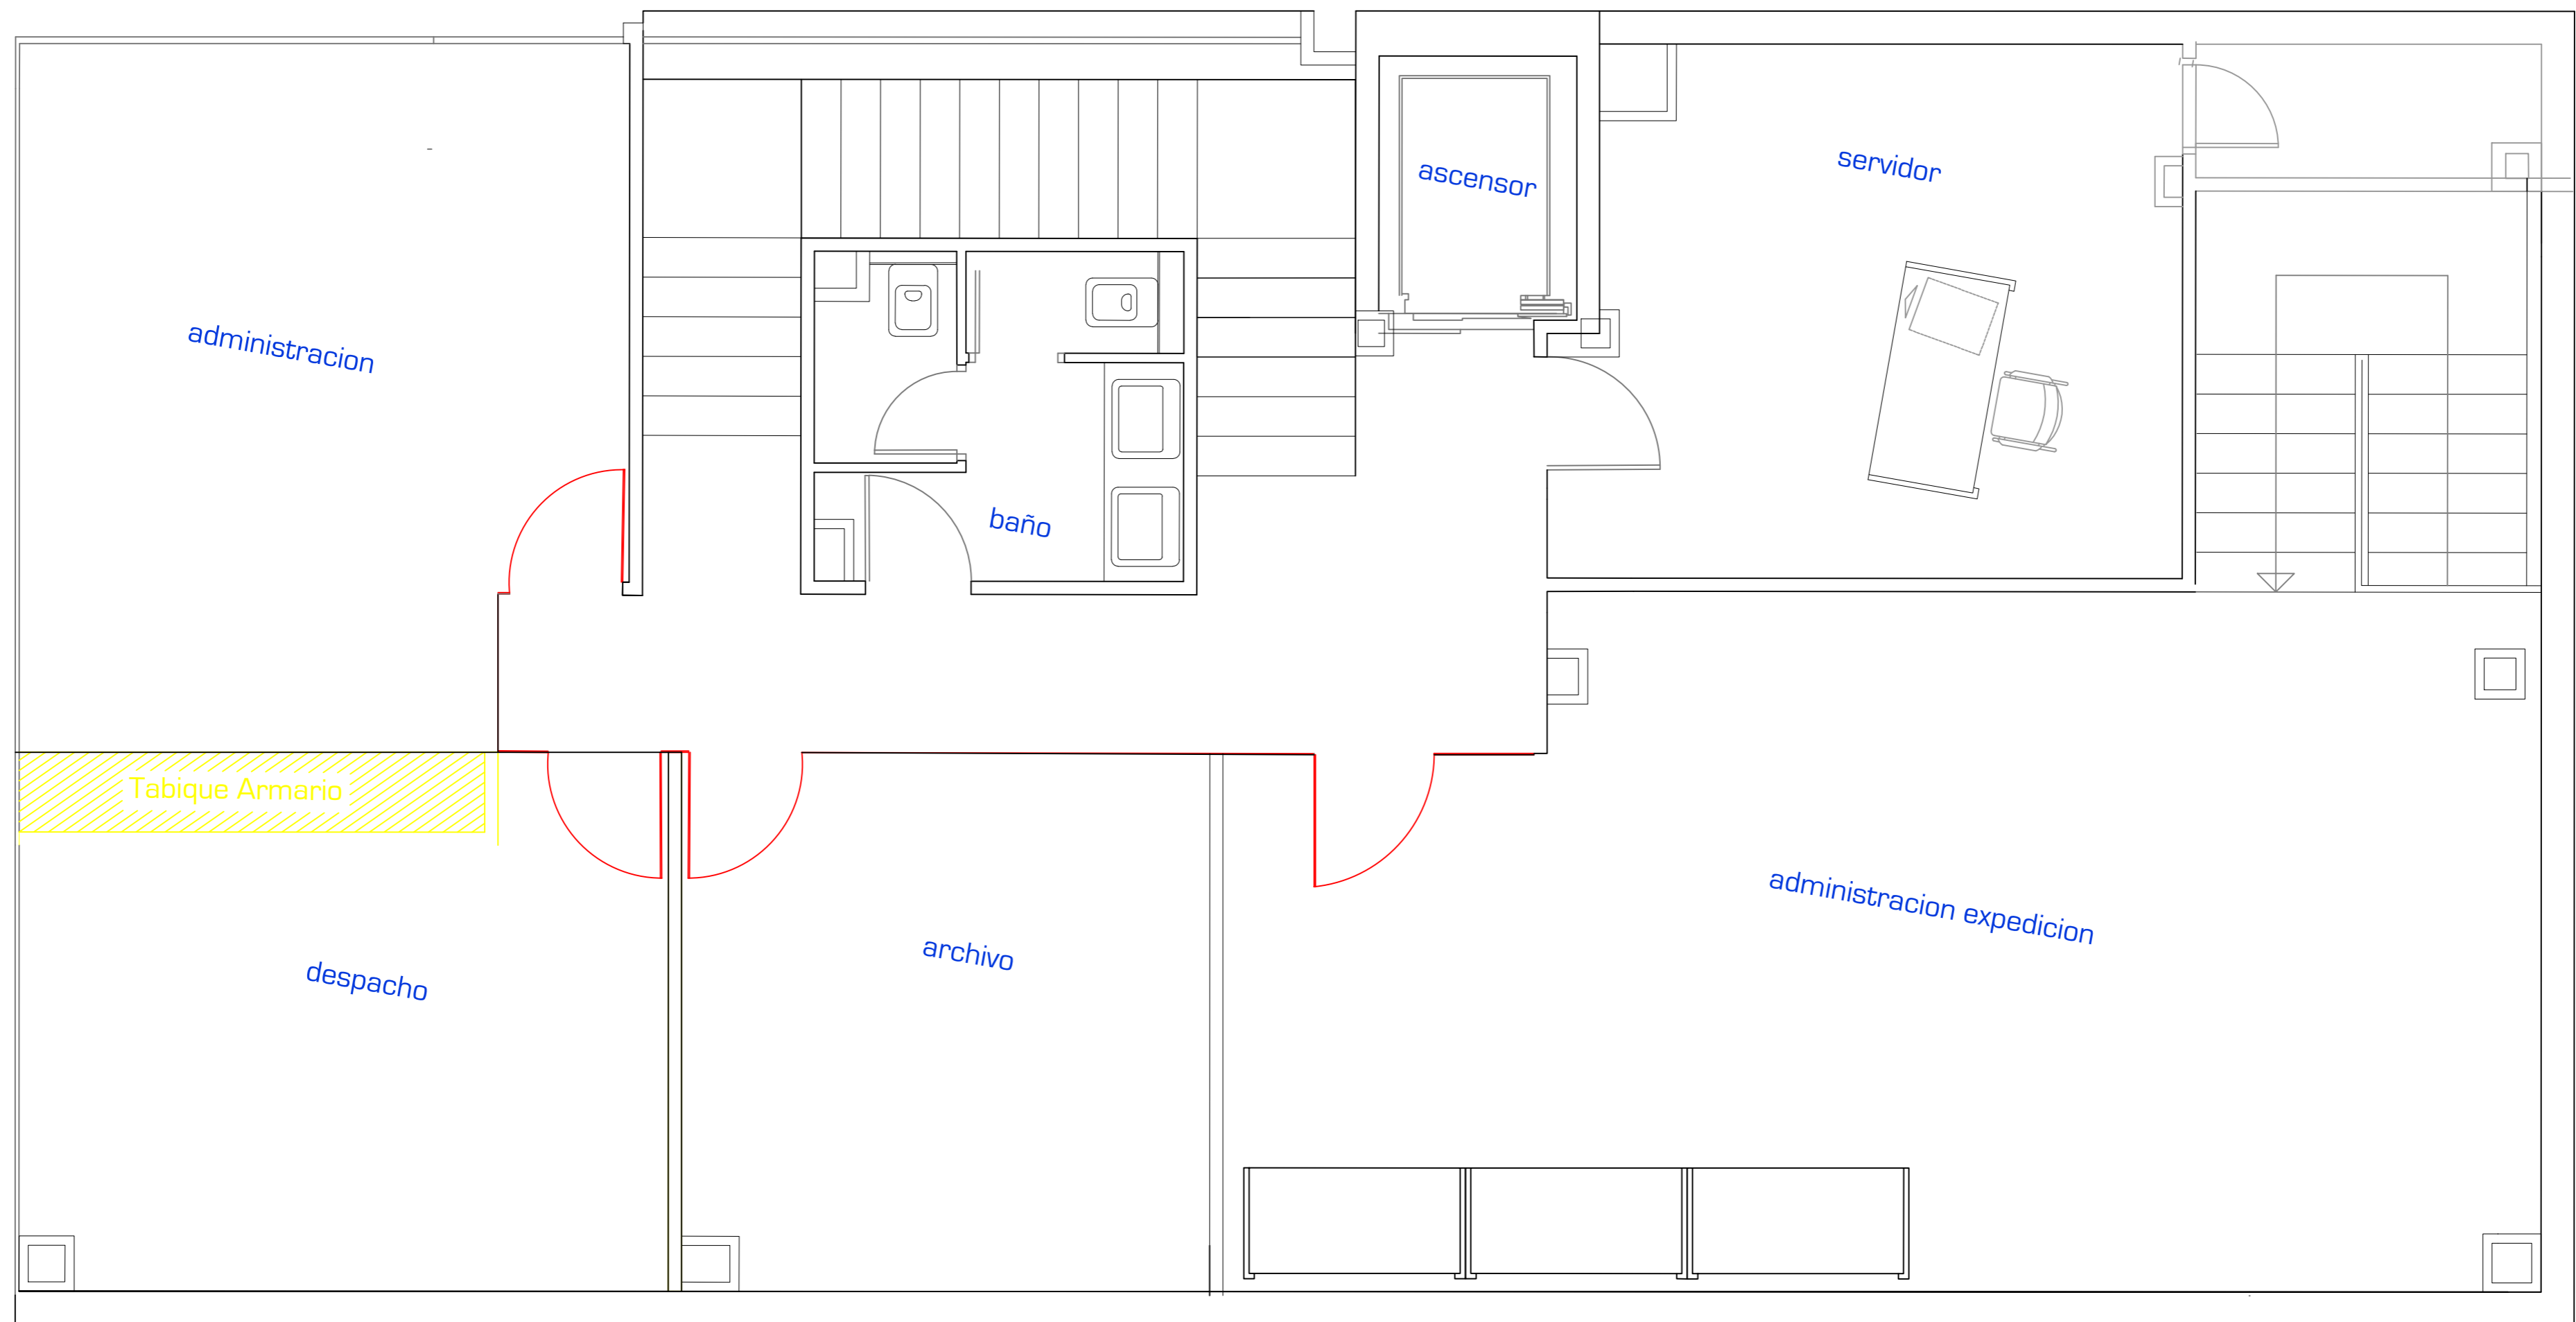 servidor
ascensor
administracion
baño
Tabique Armario
administracion expedicion
archivo
despacho